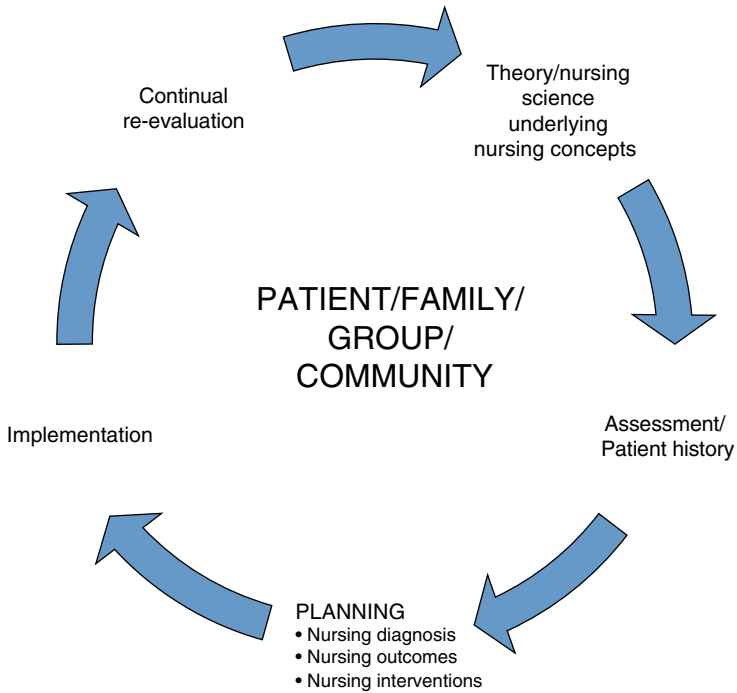 Continual
re-evaluation
Theory/nursing
science
underlying
nursing concepts
PATIENT/FAMILY/
GROUP/
COMMUNITY
Implementation
Assessment/
Patient history
PLANNING
• Nursing diagnosis
• Nursing outcomes
• Nursing interventions